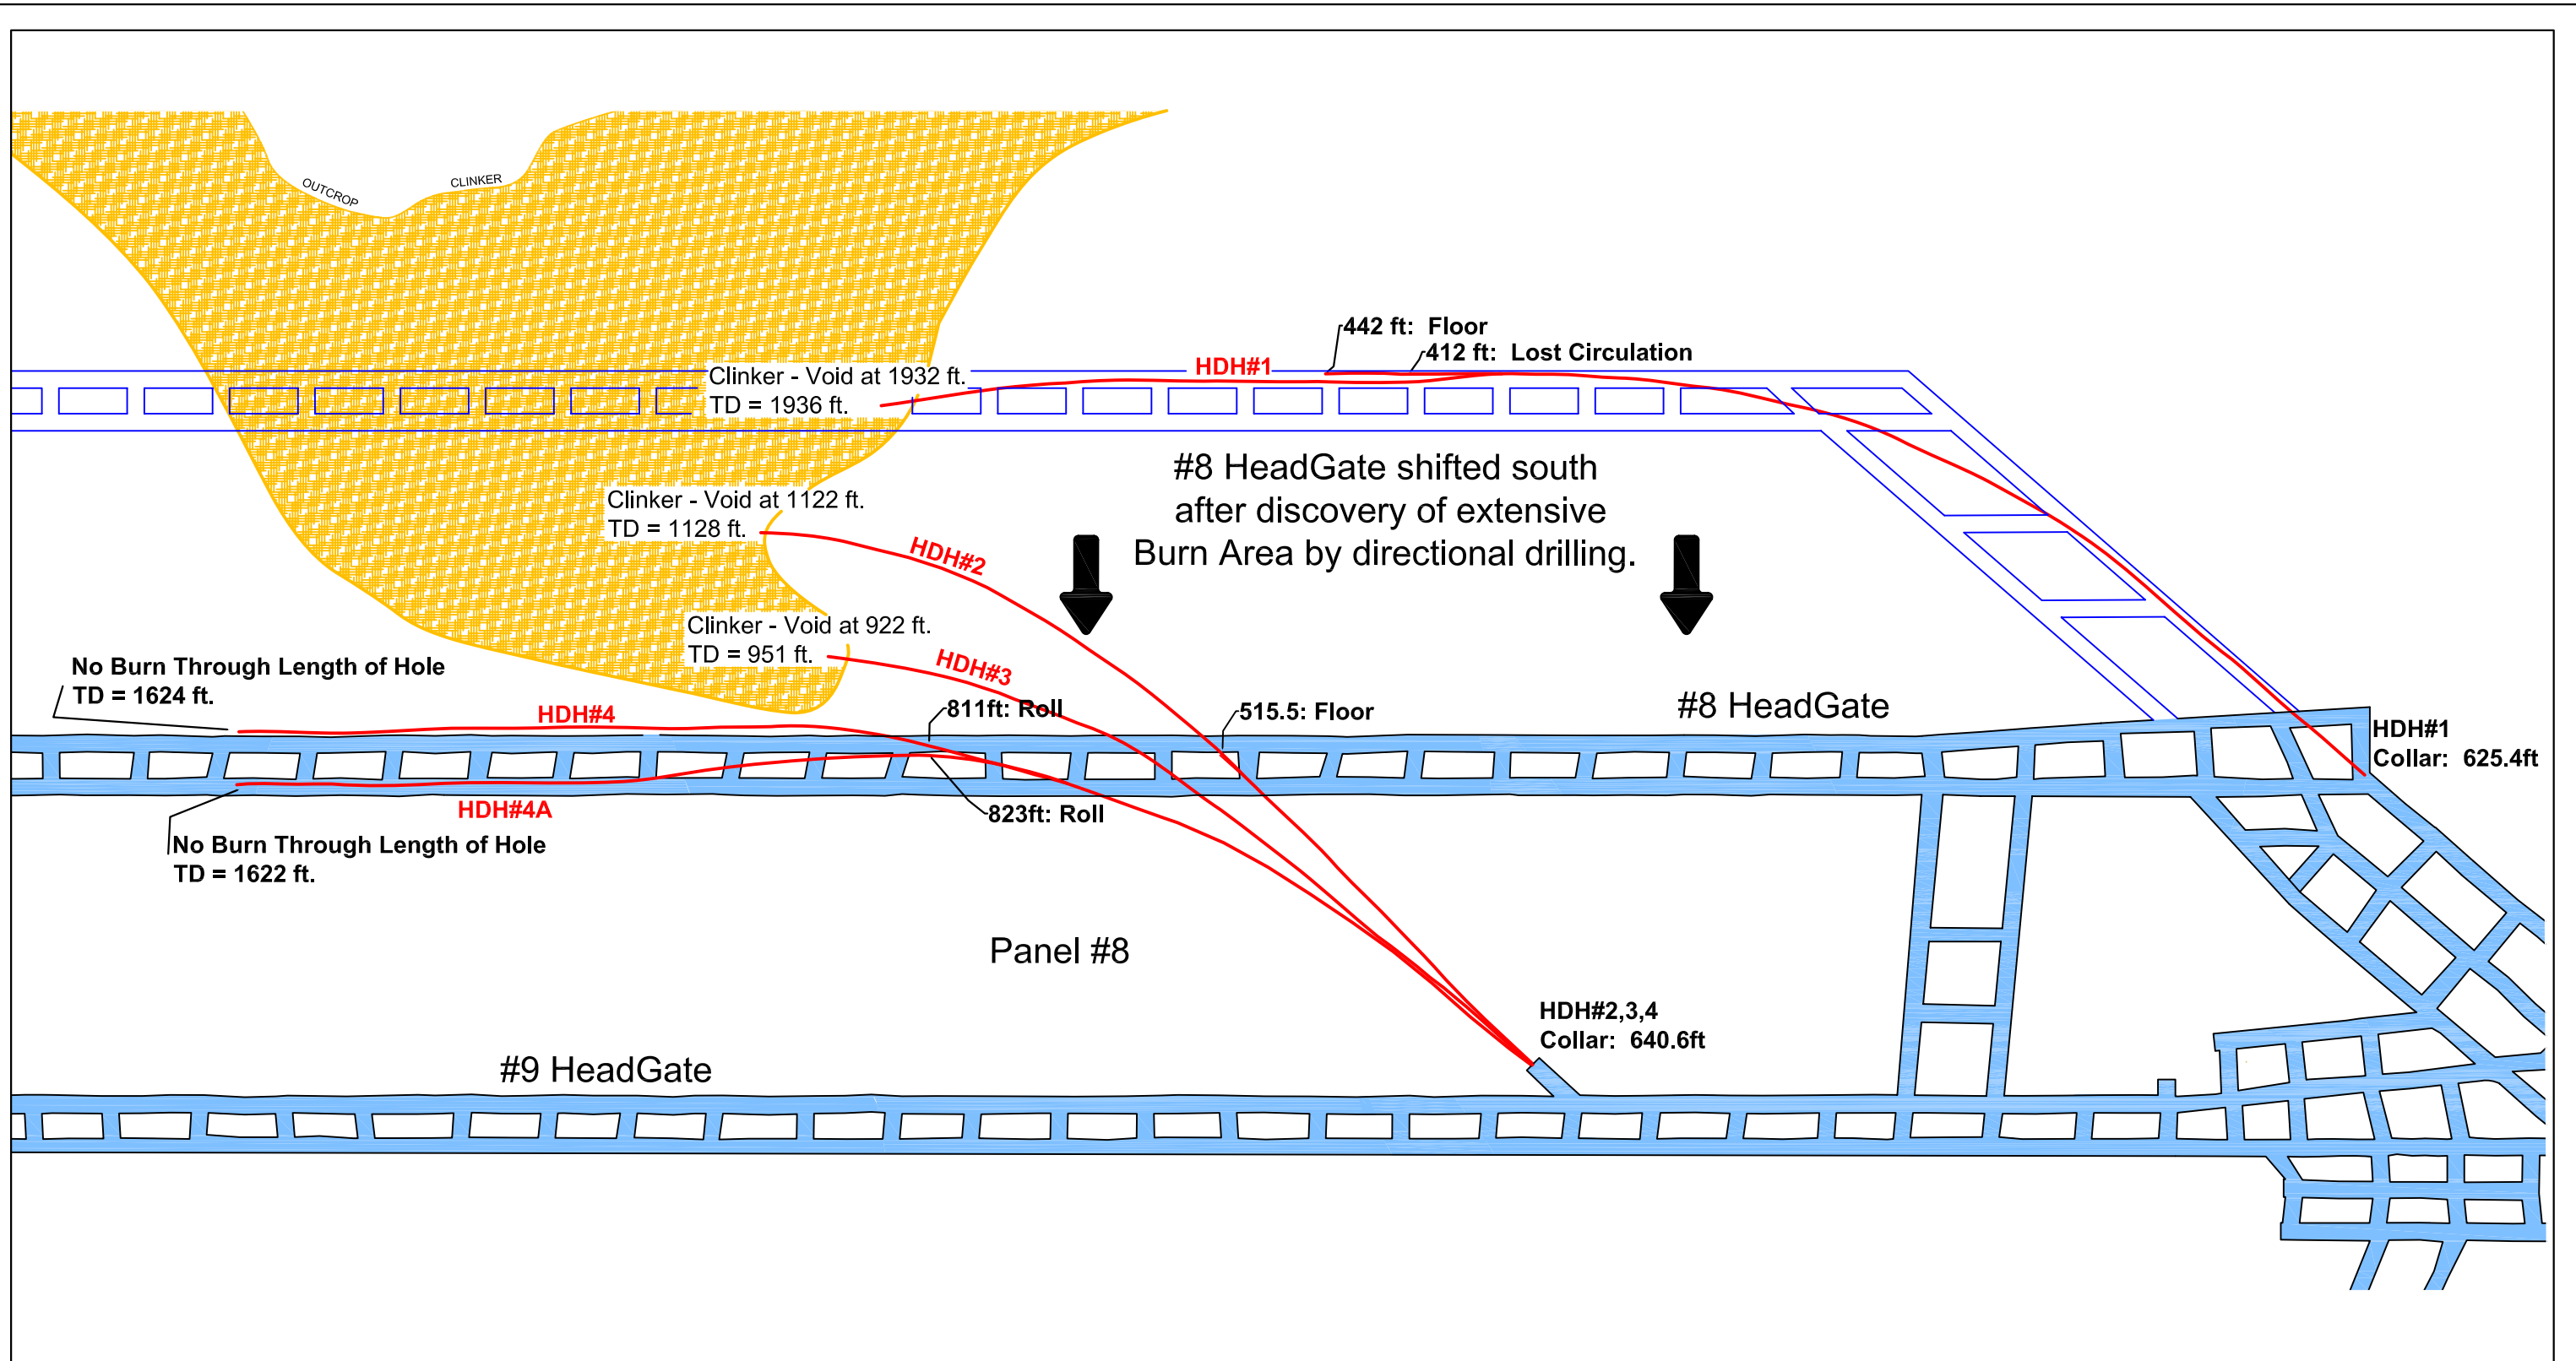 OUTCROP
CLINKER
442 ft:  Floor
412 ft:  Lost Circulation
HDH#1
Clinker - Void at 1932 ft.
TD = 1936 ft.
#8 HeadGate shifted south
after discovery of extensive
Burn Area by directional drilling.
Clinker - Void at 1122 ft.
TD = 1128 ft.
HDH#2
Clinker - Void at 922 ft.
TD = 951 ft.
HDH#3
No Burn Through Length of Hole
TD = 1624 ft.
HDH#4
811ft: Roll
515.5: Floor
#8 HeadGate
HDH#1
Collar:  625.4ft
HDH#4A
823ft: Roll
No Burn Through Length of Hole
TD = 1622 ft.
Panel #8
HDH#2,3,4
Collar:  640.6ft
#9 HeadGate